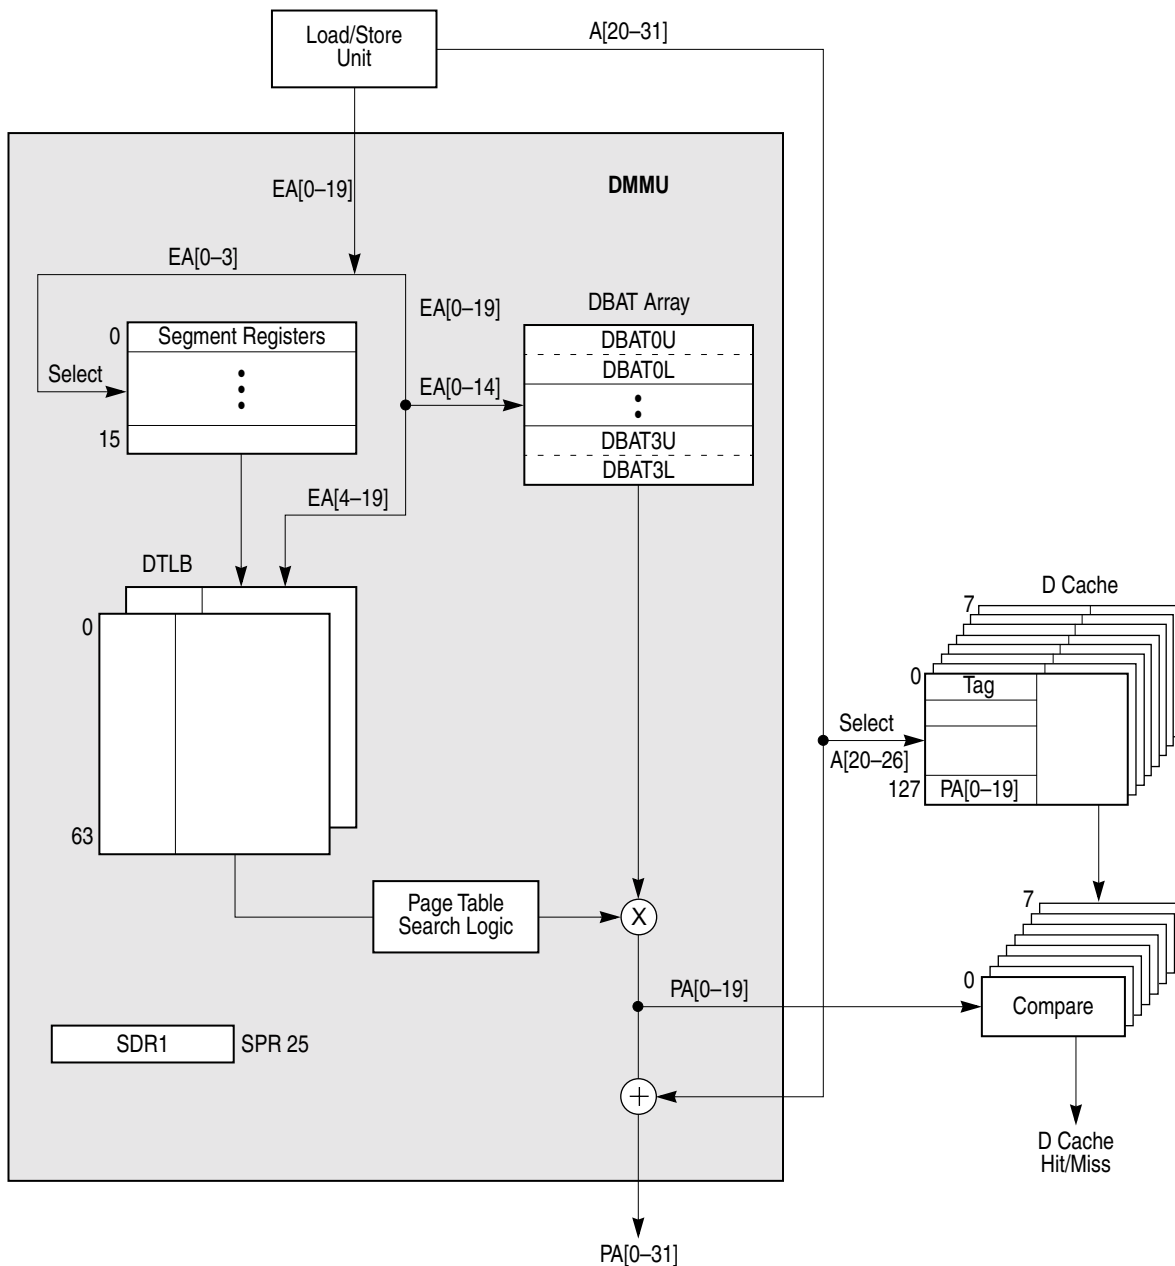 Load/Store
Unit
A[20–31]
EA[0–19]
DMMU
EA[0–3]
EA[0–19]
DBAT Array
0
Segment Registers
Select
15
EA[0–14]
DBAT0U
DBAT0L
DBAT3U
DBAT3L
EA[4–19]
DTLB
0
63
D Cache
7
0
Tag
Select
A[20–26]
127
PA[0–19]
Page Table
Search Logic
X
7
0
PA[0–19]
Compare
SDR1
SPR 25
+
D Cache
Hit/Miss
PA[0–31]